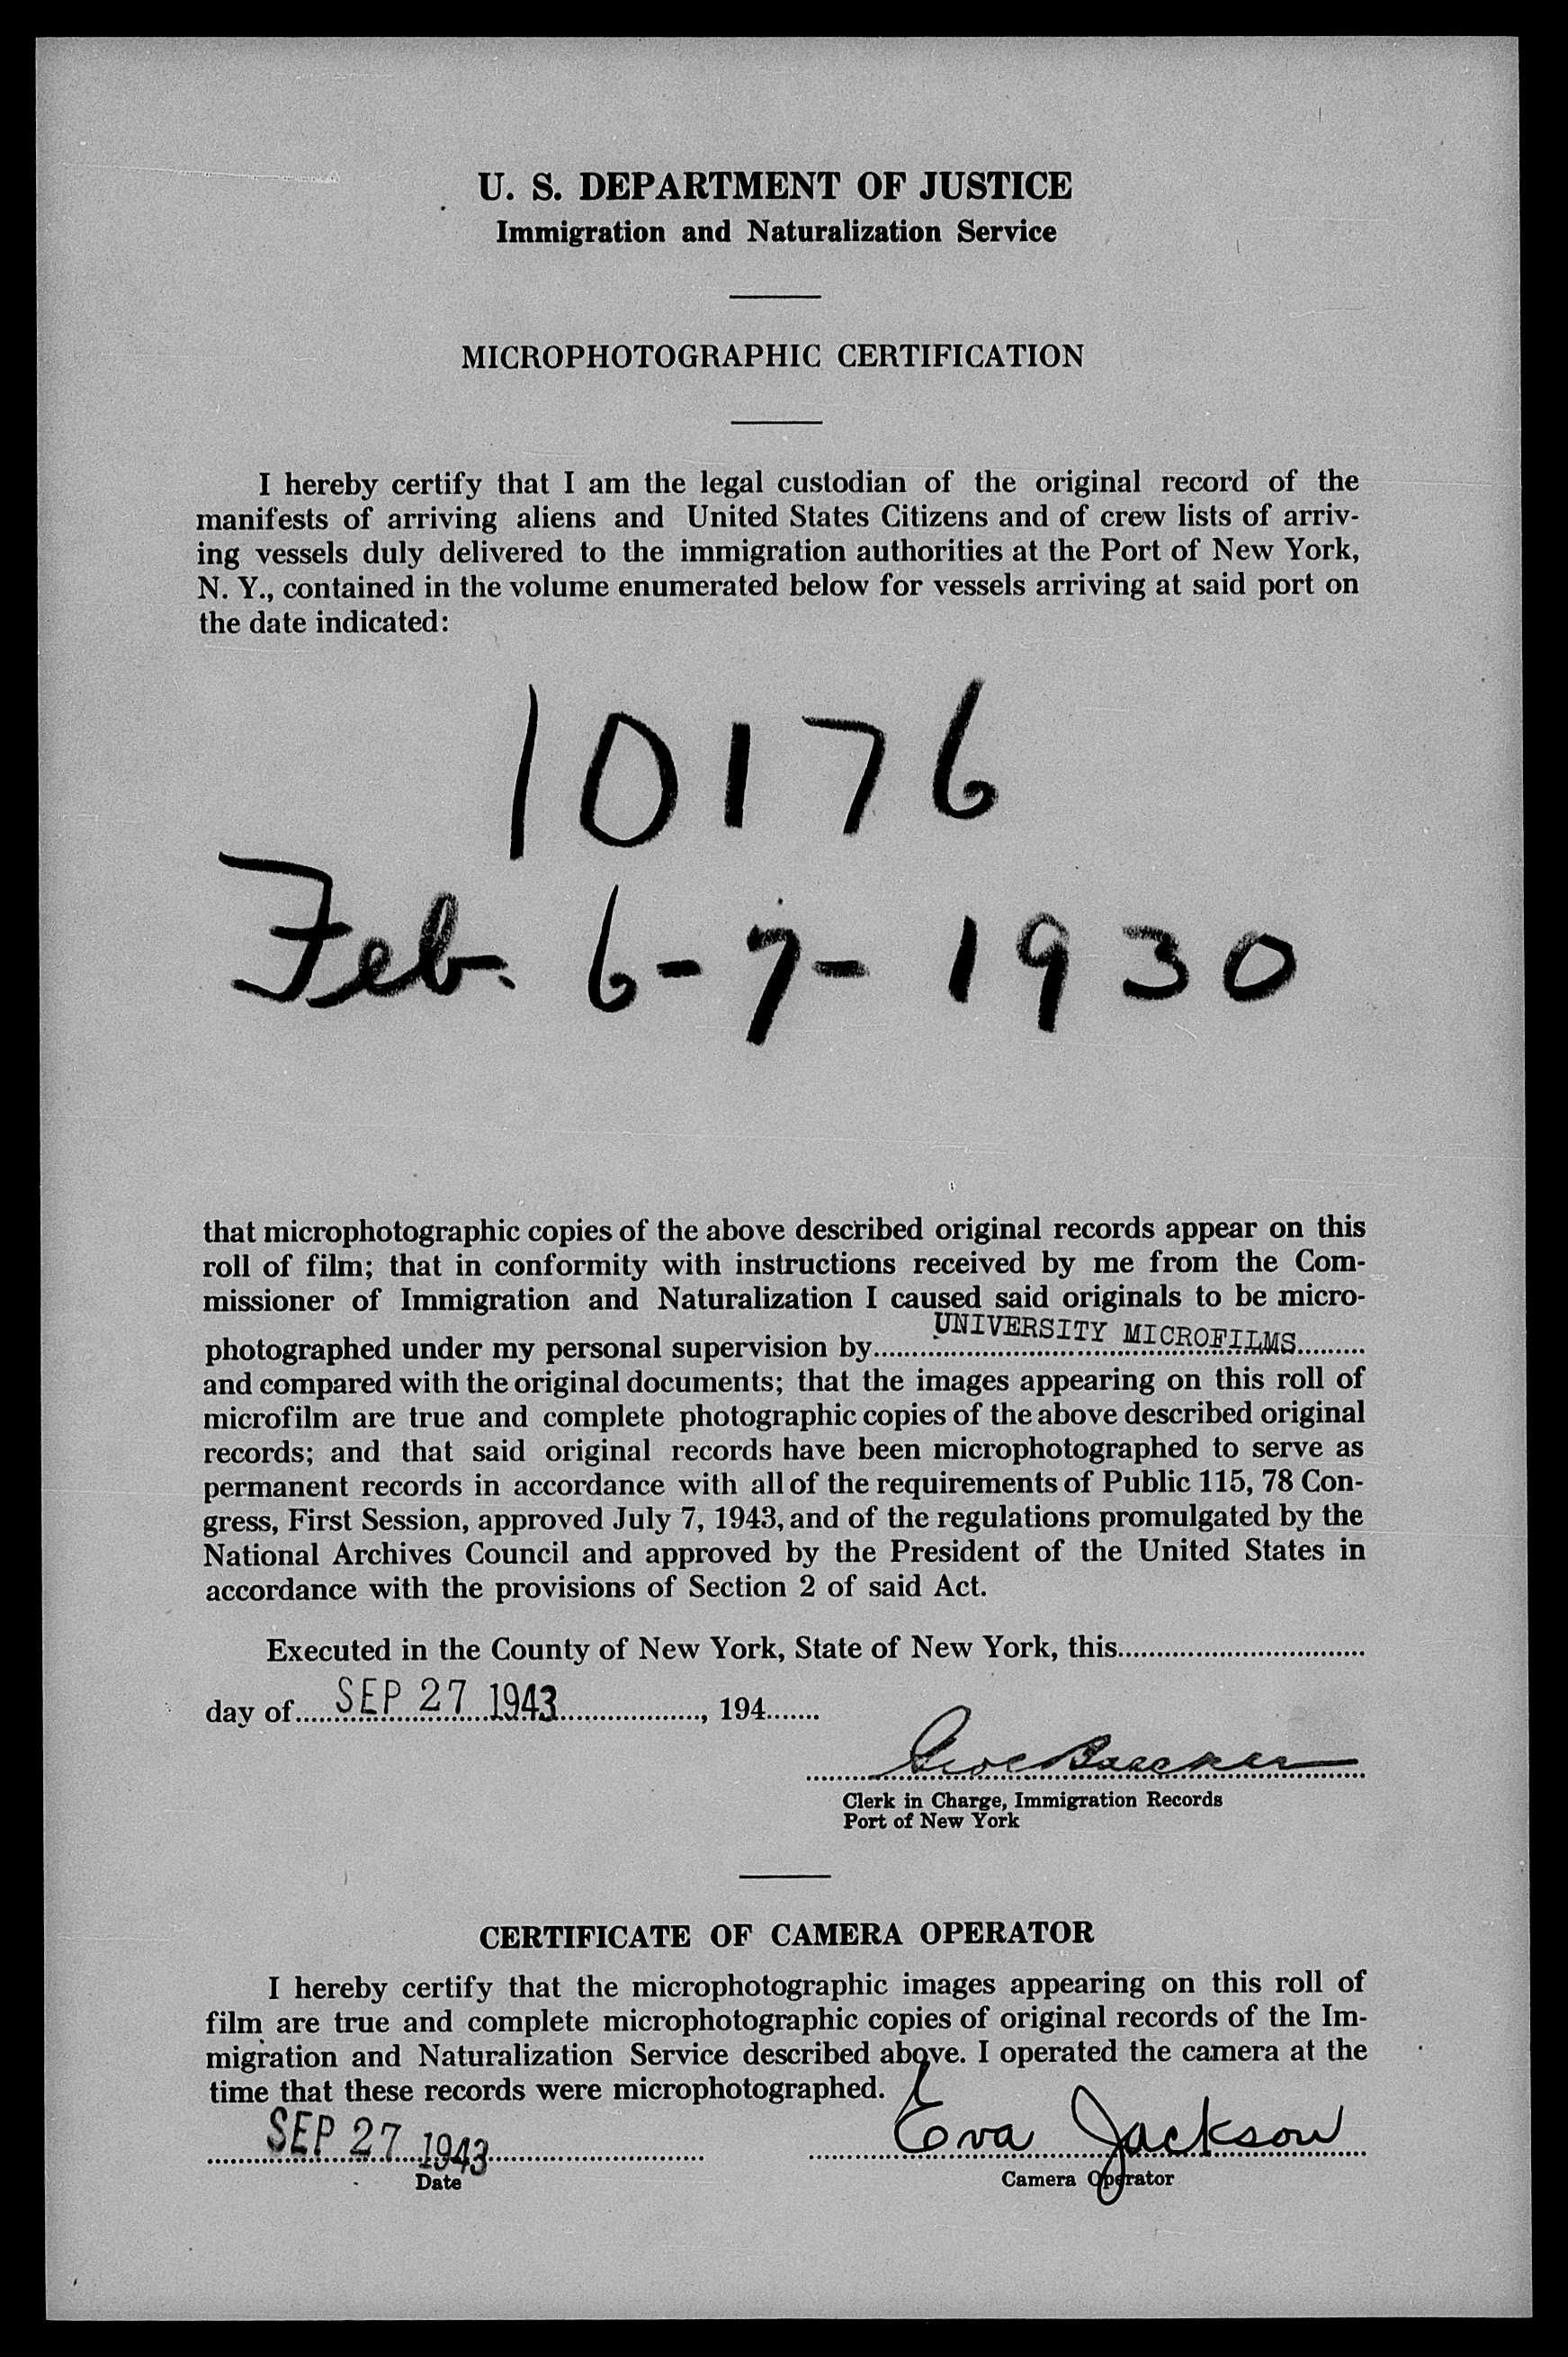 U. S. DEPARTMENT OF JUSTICE
Immigration and Naturalization Service
MICROPHOTOGRAPHIC CERTIFICATION
I hereby certify that I am the legal custodian of the original record of the
manifests of arriving aliens and United States Citizens and of crew lists of arriv-
ing vessels duly delivered to the immigration authorities at the Port of New York,
N. Y., contained in the volume enumerated below for vessels arriving at said port on
the date indicated:
10176
Feb. 6-7-1930
that microphotographic copies of the above described original records appear on this
roll of film; that in conformity with instructions received by me from the Com-
missioner of Immigration and Naturalization I caused said originals to be micro-
photographed under my personal supervision by UNIVERSITY MICROFILMS
and compared with the original documents; that the images appearing on this roll of
microfilm are true and complete photographic copies of the above described original
records; and that said original records have been microphotographed to serve as
permanent records in accordance with all of the requirements of Public 115, 78 Con-
gress, First Session, approved July 7, 1943, and of the regulations promulgated by the
National Archives Council and approved by the President of the United States in
accordance with the provisions of Section 2 of said Act.
Executed in the County of New York, State of New York, this
day of SEP 27 1943, 194
Clerk in Charge, Immigration Records
Port of New York
CERTIFICATE OF CAMERA OPERATOR
I hereby certify that the microphotographic images appearing on this roll of
film are true and complete microphotographic copies of original records of the Im-
migration and Naturalization Service described above. I operated the camera at the
time that these records were microphotographed.
SEP 27 1943 Eva Jackson
Date Camera Operator